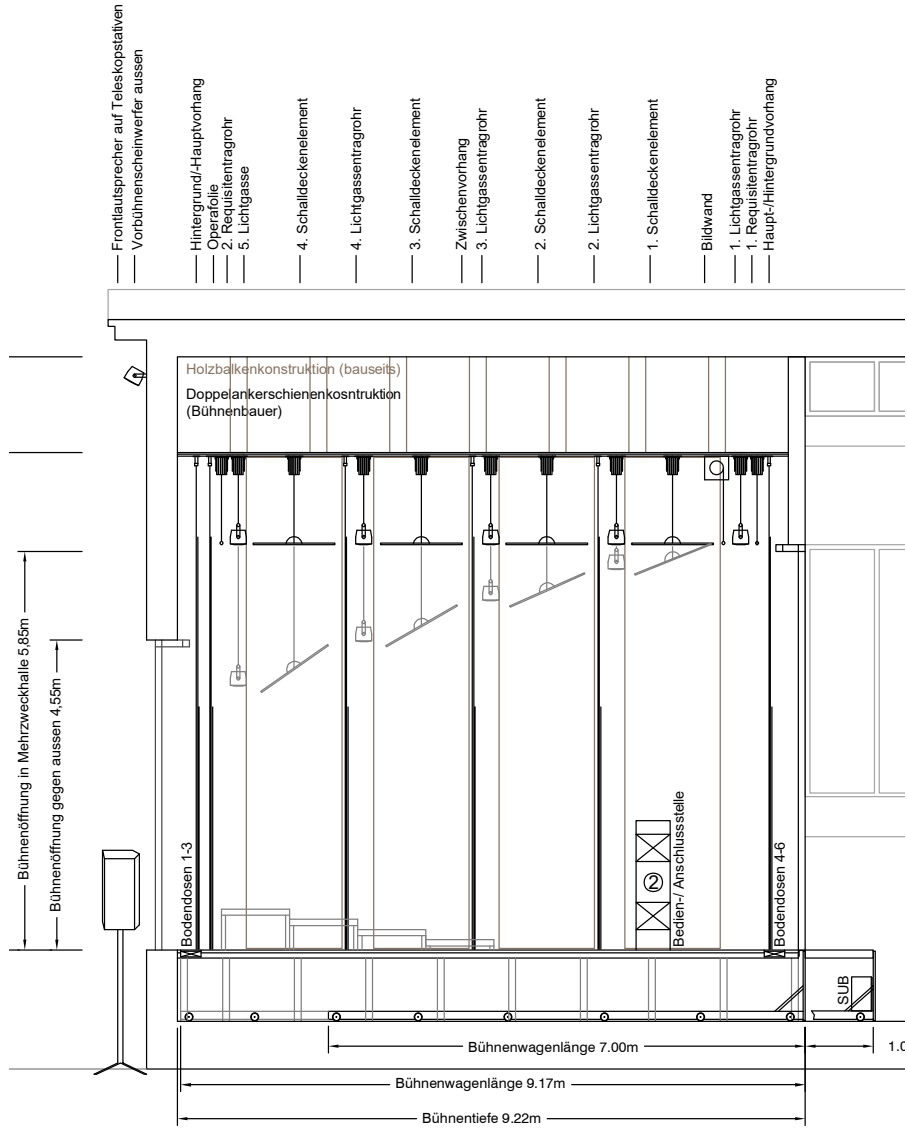 Frontlautsprecher auf Teleskopstativen
Vorbühnenscheinwerfer aussen
Hintergrund/-Hauptvorhang
Operafolie
2. Requisitentragrohr
5. Lichtgasse
4. Schalldeckenelement
4. Lichtgassentragrohr
3. Schalldeckenelement
Zwischenvorhang
3. Lichtgassentragrohr
2. Schalldeckenelement
2. Lichtgassentragrohr
1. Schalldeckenelement
Bildwand
1. Lichtgassentragrohr
1. Requisitentragrohr
Haupt-/Hintergrundvorhang
Holzbalkenkonstruktion (bauseits)
Doppelankerschienenkosntruktion
(Bühnenbauer)
Bühnenöffnung in Mehrzweckhalle 5,85m
Bühnenöffnung gegen aussen 4,55m
Bodendosen 1-3
2
Bedien-/ Anschlussstelle
Bodendosen 4-6
SUB
Bühnenwagenlänge 7.00m
1.0
Bühnenwagenlänge 9.17m
Bühnentiefe 9.22m